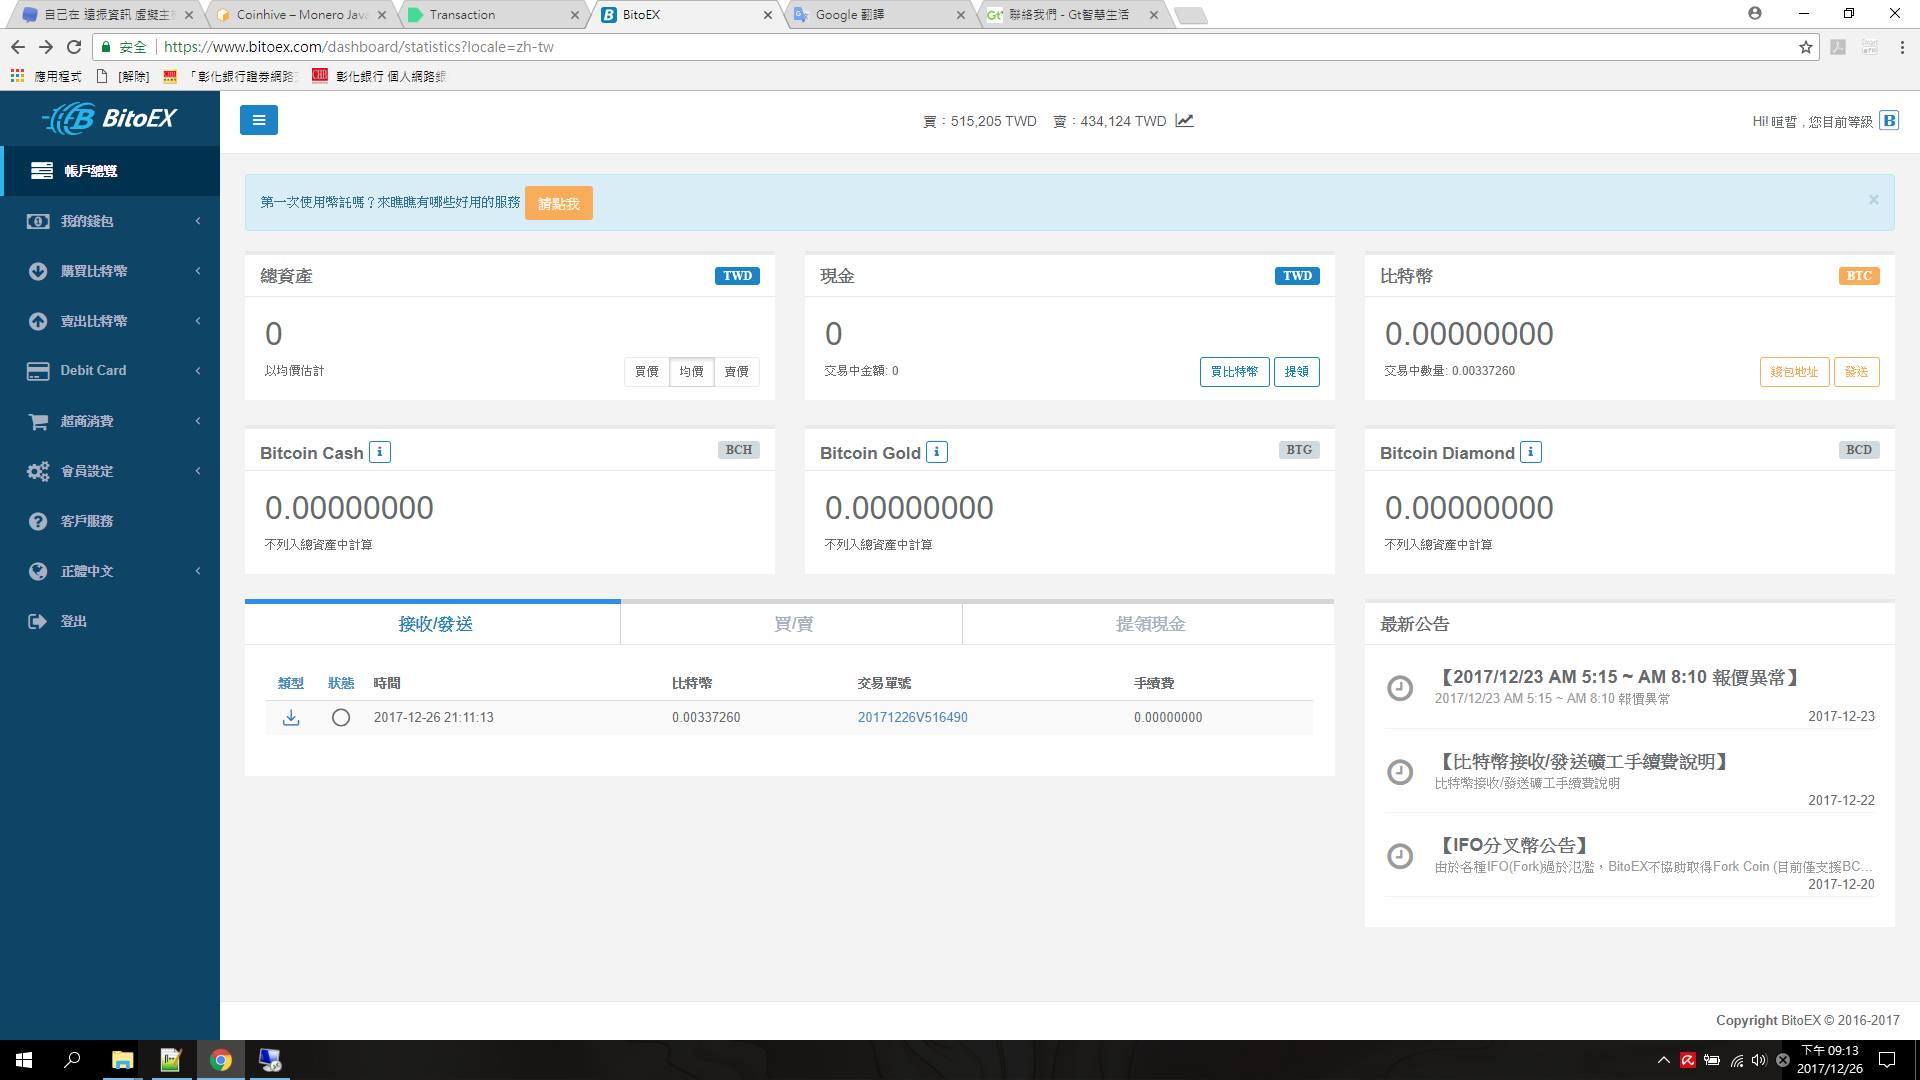 自己在 遠振資訊 虛擬主
Coinhive – Monero Java
Transaction
BitoEX
Google 翻譯
聯絡我們 - Gt智慧生活
安全
https://www.bitoex.com/dashboard/statistics?locale=zh-tw
應用程式
[解除]
「彰化銀行證券網路
彰化銀行 個人網路銀
BitoEX
買：515,205 TWD 賣：434,124 TWD
Hi! 暄哲 , 您目前等級
帳戶總覽
我的錢包
購買比特幣
賣出比特幣
Debit Card
超商消費
會員設定
客戶服務
正體中文
登出
第一次使用幣託嗎？來瞧瞧有哪些好用的服務 請點我
×
總資產 TWD
0
以均價估計
買價 均價 賣價
現金 TWD
0
交易中金額: 0
買比特幣 提領
比特幣 BTC
0.00000000
交易中數量: 0.00337260
錢包地址 發送
Bitcoin Cash BCH
0.00000000
不列入總資產中計算
Bitcoin Gold BTG
0.00000000
不列入總資產中計算
Bitcoin Diamond BCD
0.00000000
不列入總資產中計算
接收/發送 買/賣 提領現金
類型 狀態 時間 比特幣 交易單號 手續費
2017-12-26 21:11:13 0.00337260 20171226V516490 0.00000000
最新公告
【2017/12/23 AM 5:15 ~ AM 8:10 報價異常】
2017/12/23 AM 5:15 ~ AM 8:10 報價異常
2017-12-23
【比特幣接收/發送礦工手續費說明】
比特幣接收/發送礦工手續費說明
2017-12-22
【IFO分叉幣公告】
由於各種IFO(Fork)過於氾濫，BitoEX不協助取得Fork Coin (目前僅支援BC...
2017-12-20
Copyright BitoEX © 2016-2017
下午 09:13
2017/12/26